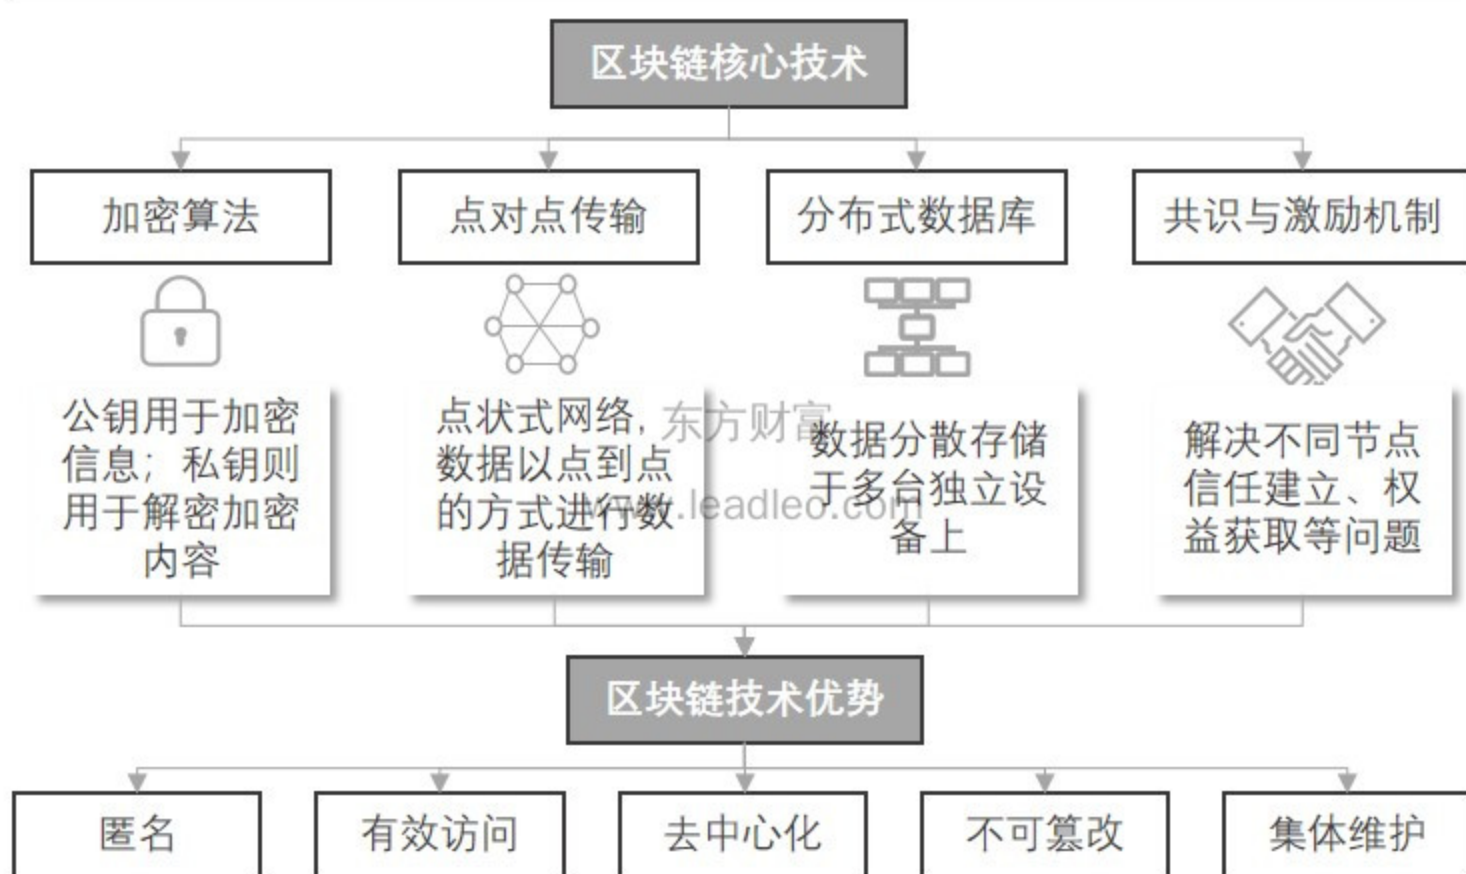 区块链核心技术
加密算法
点对点传输
分布式数据库
共识与激励机制
公钥用于加密
信息；私钥则
用于解密加密
内容
点状式网络，
数据以点到点
的方式进行数
据传输
数据分散存储
于多台独立设
备上
解决不同节点
信任建立、权
益获取等问题
东方财富
www.leadleo.com
区块链技术优势
匿名
有效访问
去中心化
不可篡改
集体维护